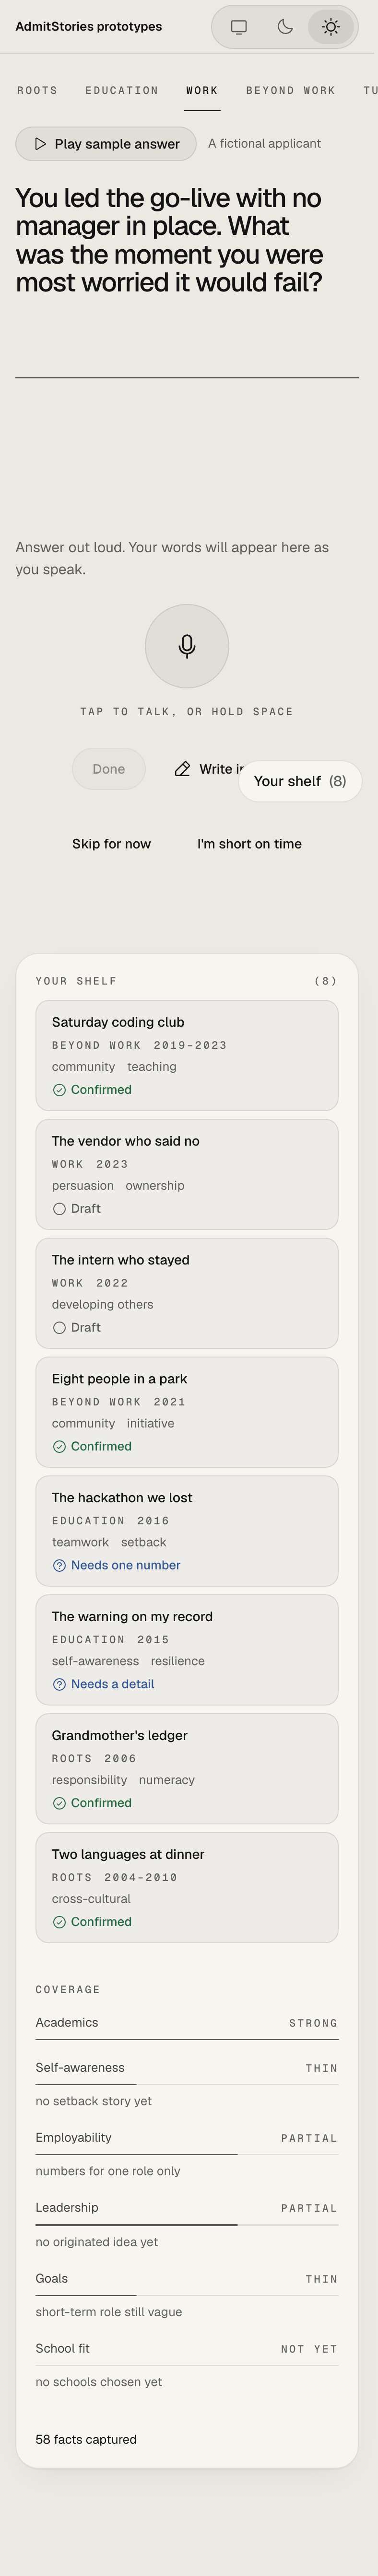 AdmitStories prototypes
ROOTS EDUCATION WORK BEYOND WORK TU
Play sample answer A fictional applicant
You led the go-live with no
manager in place. What
was the moment you were
most worried it would fail?
Answer out loud. Your words will appear here as
you speak.
TAP TO TALK, OR HOLD SPACE
Done Write in
Your shelf (8)
Skip for now I'm short on time
YOUR SHELF (8)
Saturday coding club
BEYOND WORK 2019–2023
community teaching
Confirmed
The vendor who said no
WORK 2023
persuasion ownership
Draft
The intern who stayed
WORK 2022
developing others
Draft
Eight people in a park
BEYOND WORK 2021
community initiative
Confirmed
The hackathon we lost
EDUCATION 2016
teamwork setback
Needs one number
The warning on my record
EDUCATION 2015
self-awareness resilience
Needs a detail
Grandmother's ledger
ROOTS 2006
responsibility numeracy
Confirmed
Two languages at dinner
ROOTS 2004–2010
cross-cultural
Confirmed
COVERAGE
Academics STRONG
Self-awareness THIN
no setback story yet
Employability PARTIAL
numbers for one role only
Leadership PARTIAL
no originated idea yet
Goals THIN
short-term role still vague
School fit NOT YET
no schools chosen yet
58 facts captured